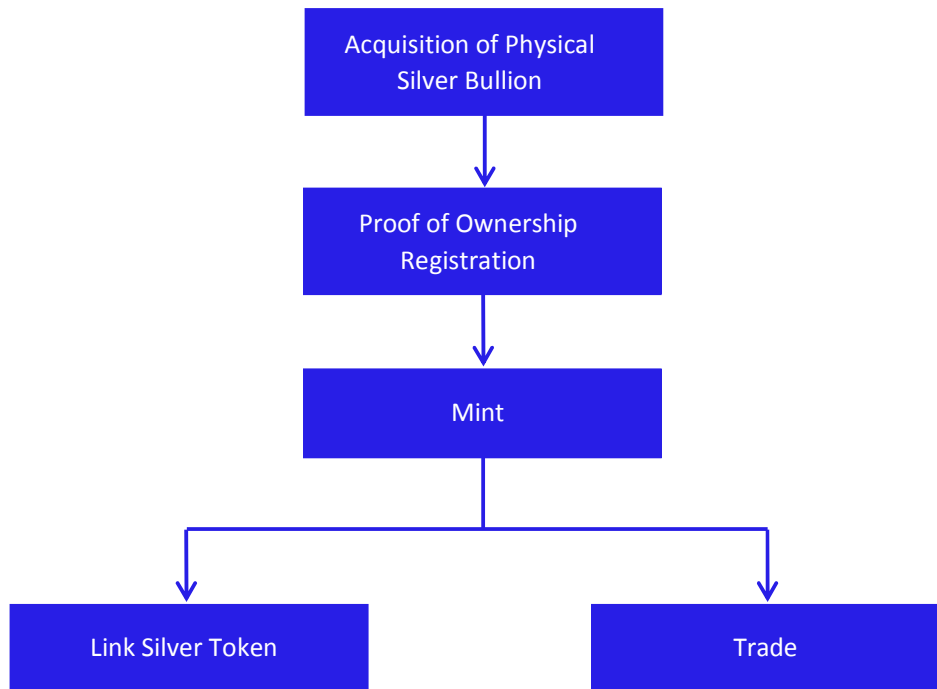 Acquisition of Physical
Silver Bullion
Proof of Ownership
Registration
Mint
Link Silver Token
Trade